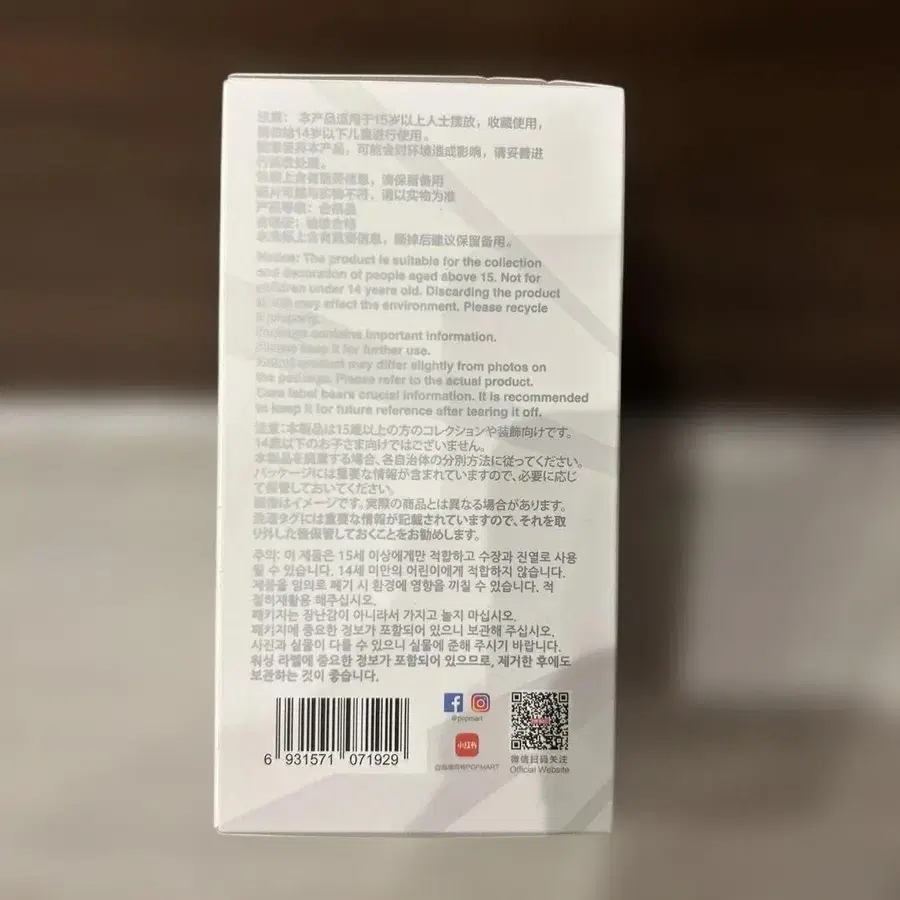 注意： 本产品适用于15岁以上人士摆放，收藏使用，
14岁以下儿童进行使用。
本产品，可能会对环境造成影响，请妥善进
行回收处理。
上含有重要信息，请保留备用
图片可能与实物不符，请以实物为准
产品等级：合格品
合格
上含有重要信息，撕掉后建议保留备用。
Notice: The product is suitable for the collection
and decoration of people aged above 15. Not for
children under 14 years old. Discarding the product
may effect the environment. Please recycle
it properly.
Package contains important information.
Please keep it for further use.
product may differ slightly from photos on
the package. Please refer to the actual product.
Care label bears crucial information. It is recommended
to keep it for future reference after tearing it off.
注意：本製品は15歳以上の方のコレクションや装飾向けです。
14歳以下のお子さま向けではございません。
本製品を廃棄する場合、各自治体の分別方法に従ってください。
パッケージには重要な情報が含まれていますので、必要に応じ
て保管しておいてください。
画像はイメージです。実際の商品とは異なる場合があります。
洗濯タグには重要な情報が記載されていますので、それを取
り外した後保管しておくことをお勧めします。
주의: 이 제품은 15세 이상에게만 적합하고 수장과 진열로 사용
될 수 있습니다. 14세 미만의 어린이에게 적합하지 않습니다.
제품을 임의로 폐기 시 환경에 영향을 끼칠 수 있습니다. 적
절히재활용 해주십시오.
패키지는 장난감이 아니라서 가지고 놀지 마십시오.
패키지에 중요한 정보가 포함되어 있으니 보관해 주십시오.
사진과 실물이 다를 수 있으니 실물에 준해 주시기 바랍니다.
워싱 라벨에 중요한 정보가 포함되어 있으므로, 제거한 후에도
보관하는 것이 좋습니다.
@popmart
小红书
POPMART
微信扫码关注
Official Website
6 931571 071929